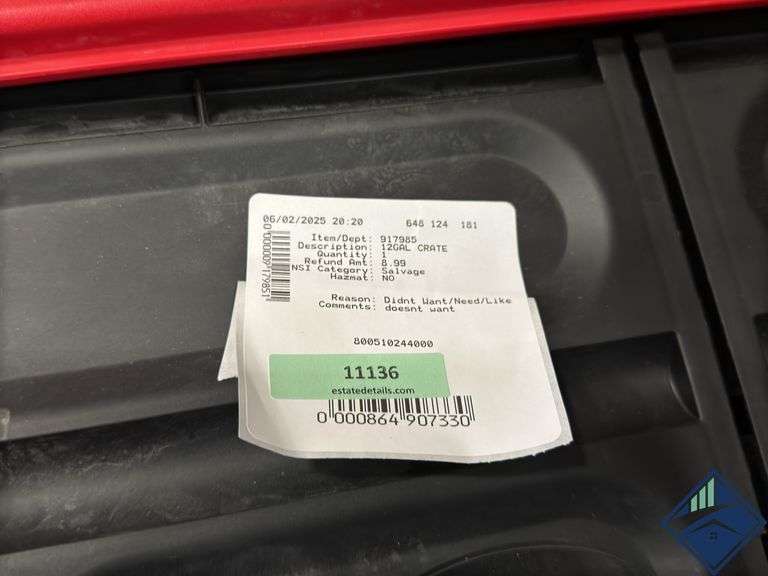 06/02/2025 20:20 648 124 181
Item/Dept: 917985
Description: 12GAL CRATE
Quantity: 1
Refund Amt: 8.99
NSI Category: Salvage
Hazmat: NO
Reason: Didnt Want/Need/Like
Comments: doesnt want
800510244000
11136
estatedetails.com
0 000864 907330